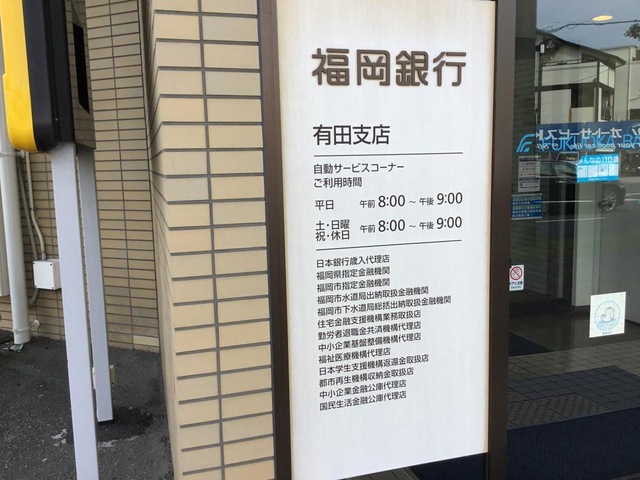 福岡銀行
有田支店
自動サービスコーナー
ご利用時間
平日 午前 8:00 ～ 午後 9:00
土・日曜
祝・休日 午前 8:00 ～ 午後 9:00
日本銀行歳入代理店
福岡県指定金融機関
福岡市指定金融機関
福岡市水道局出納取扱金融機関
福岡市下水道局総括出納取扱金融機関
住宅金融支援機構業務取扱店
勤労者退職金共済機構代理店
中小企業基盤整備機構代理店
福祉医療機構代理店
日本学生支援機構返還金取扱店
都市再生機構収納金取扱店
中小企業金融公庫代理店
国民生活金融公庫代理店
オートサービス